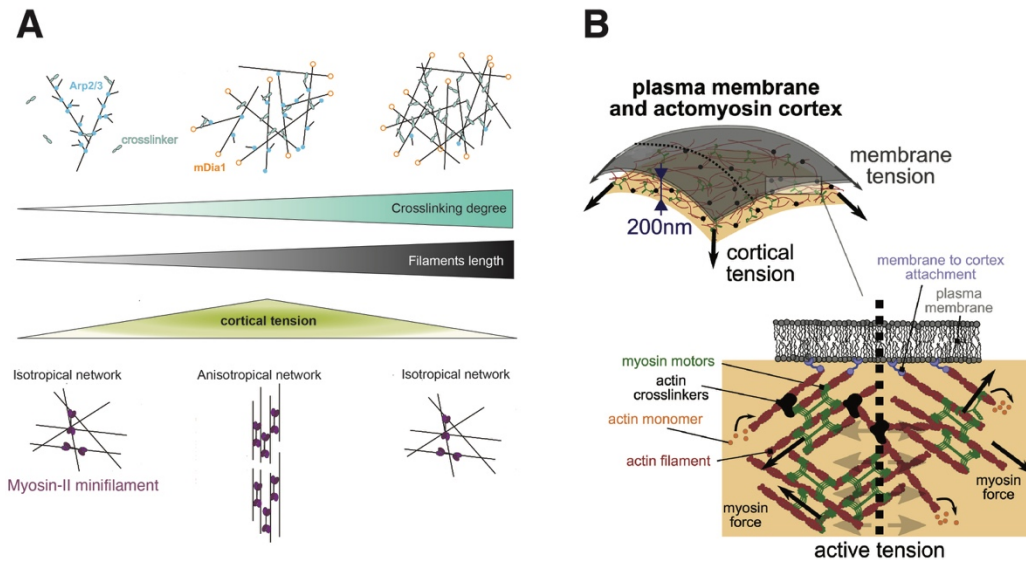 A
Arp2/3
crosslinker
mDia1
Crosslinking degree
Filaments length
cortical tension
Isotropical network
Anisotropical network
Isotropical network
Myosin-II minifilament
B
plasma membrane
and actomyosin cortex
membrane
tension
200nm
cortical
tension
membrane to cortex
attachment
plasma
membrane
myosin motors
actin
crosslinkers
actin monomer
actin filament
myosin
force
myosin
force
active tension